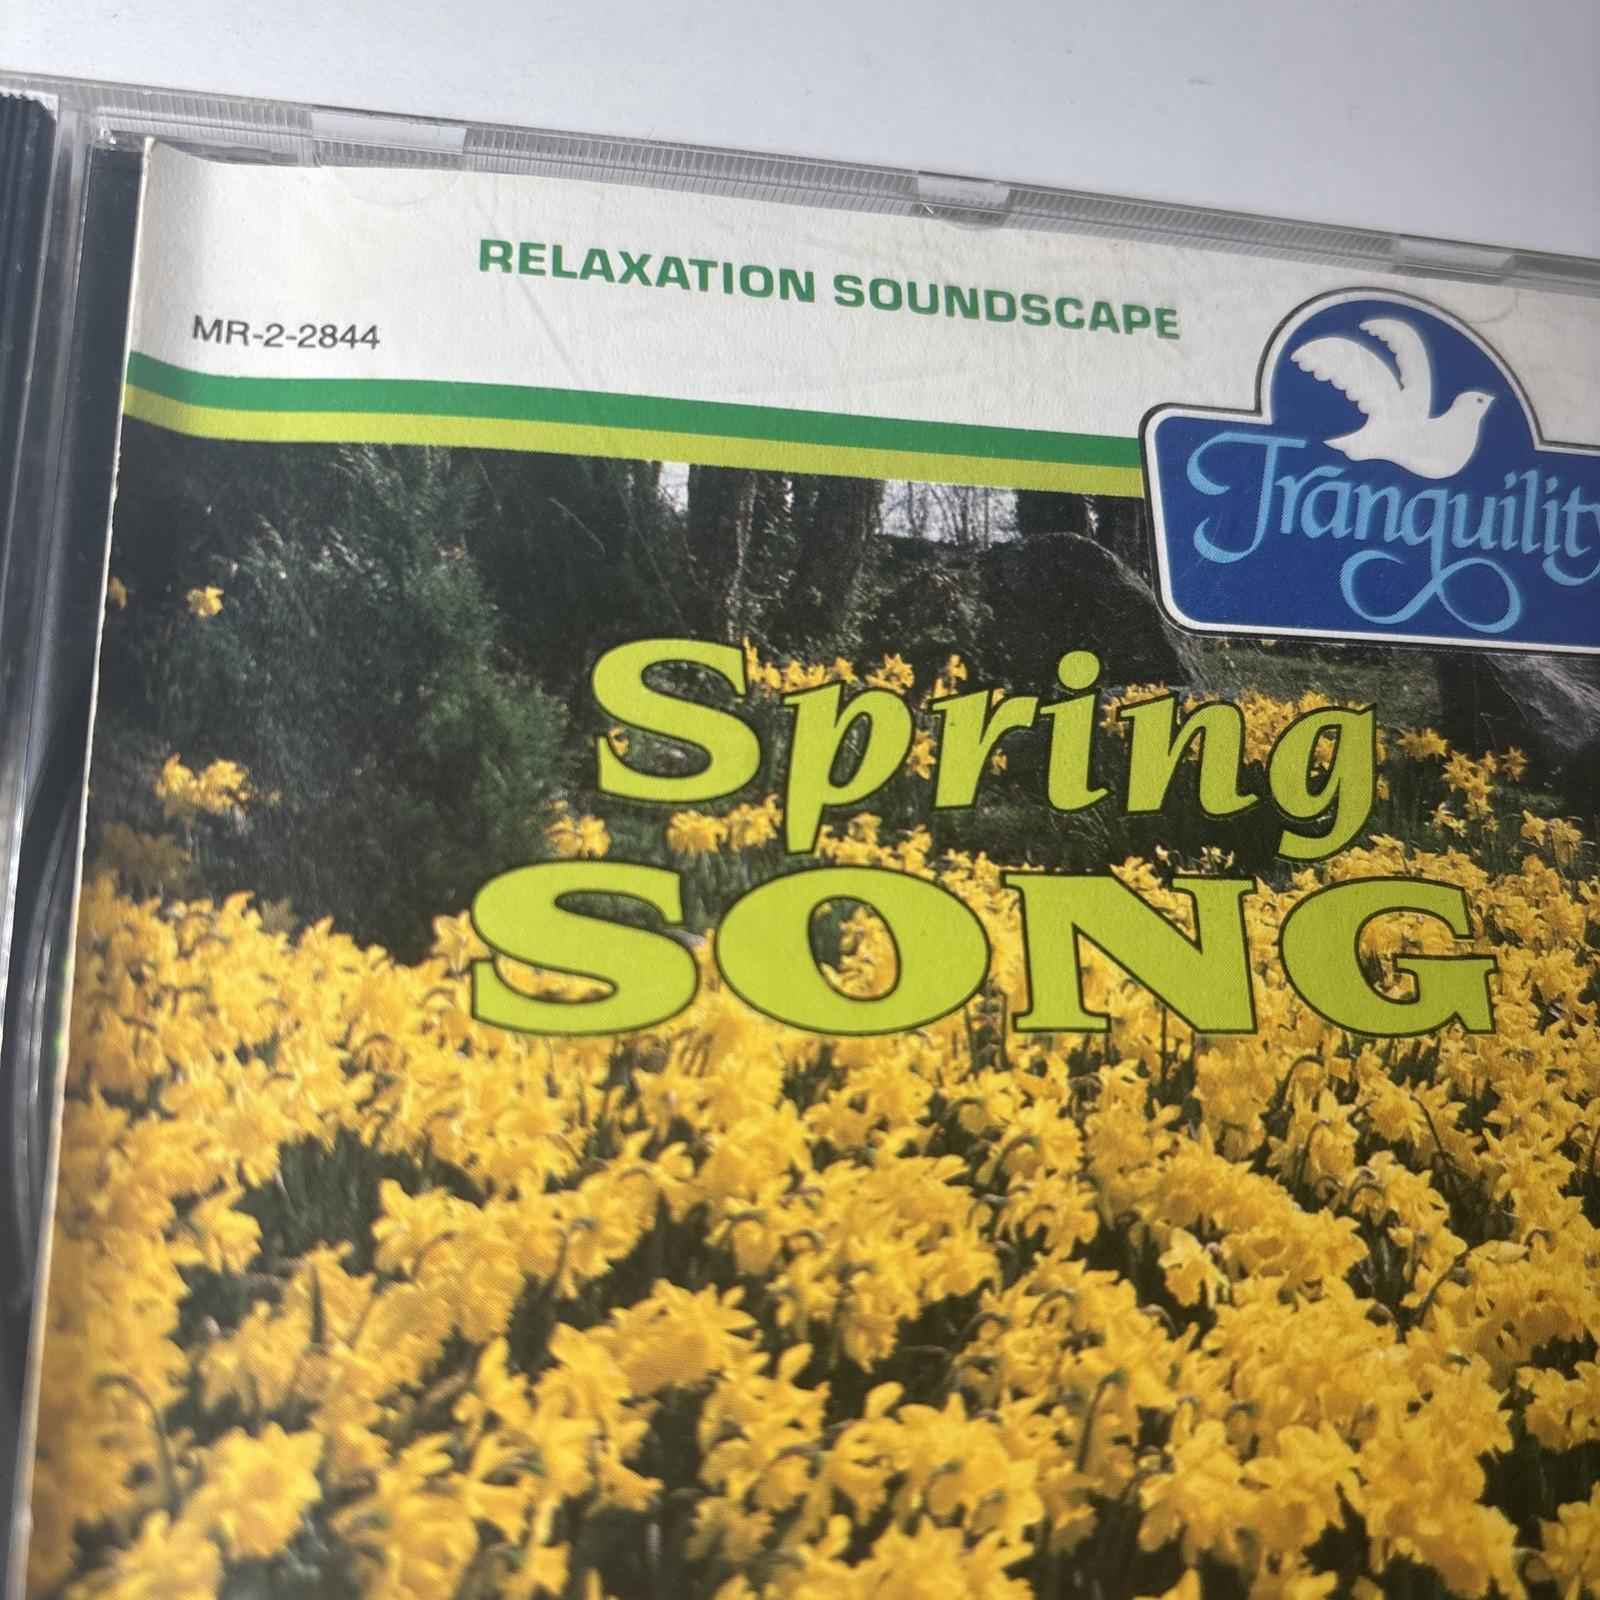 RELAXATION SOUNDSCAPE
MR-2-2844
Tranquility
Spring
SONG